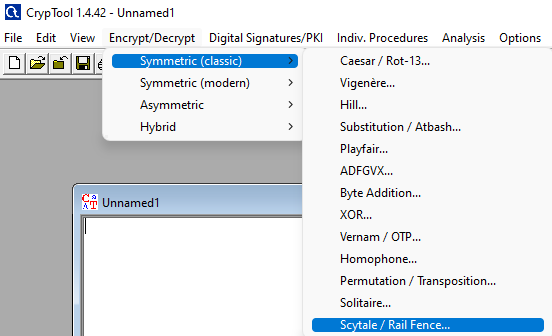 CrypTool 1.4.42 - Unnamed1
File Edit View Encrypt/Decrypt Digital Signatures/PKI Indiv. Procedures Analysis Options
Symmetric (classic)
Symmetric (modern)
Asymmetric
Hybrid
Caesar / Rot-13...
Vigenère...
Hill...
Substitution / Atbash...
Playfair...
ADFGVX...
Byte Addition...
XOR...
Vernam / OTP...
Homophone...
Permutation / Transposition...
Solitaire...
Scytale / Rail Fence...
Unnamed1